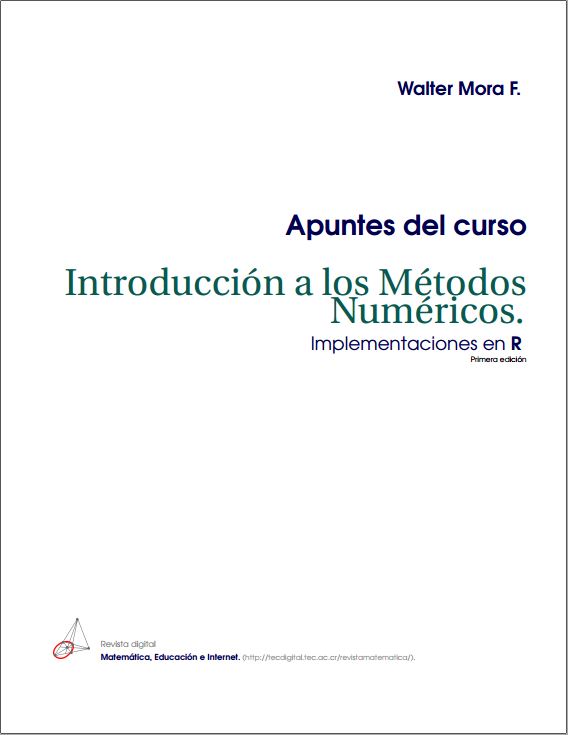 Walter Mora F.
Apuntes del curso
Introducción a los Métodos
Numéricos.
Implementaciones en R
Primera edición
Revista digital
Matemática, Educación e Internet. (http://tecdigital.tec.ac.cr/revistamatematica/).